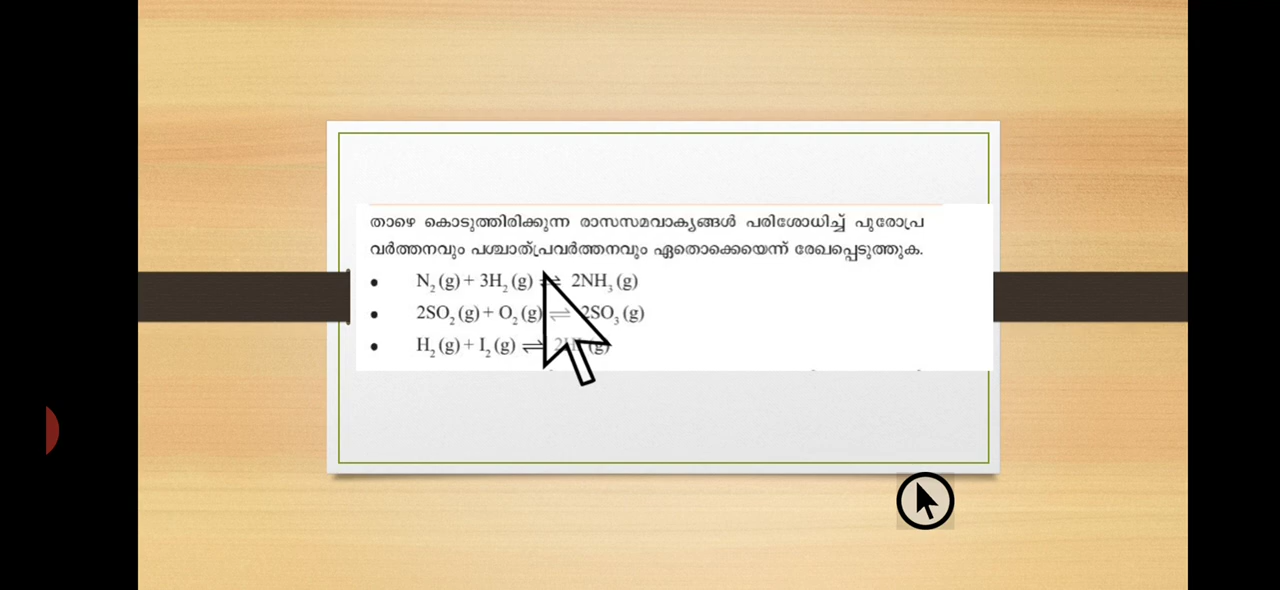 താഴെ കൊടുത്തിരിക്കുന്ന രാസസമവാക്യങ്ങൾ പരിശോധിച്ച് പുരോപ്ര
വർത്തനവും പശ്ചാത്പ്രവർത്തനവും ഏതൊക്കെയെന്ന് രേഖപ്പെടുത്തുക.
• N₂(g) + 3H₂(g) ⇌ 2NH₃(g)
• 2SO₂(g) + O₂(g) ⇌ 2SO₃(g)
• H₂(g) + I₂(g) ⇌